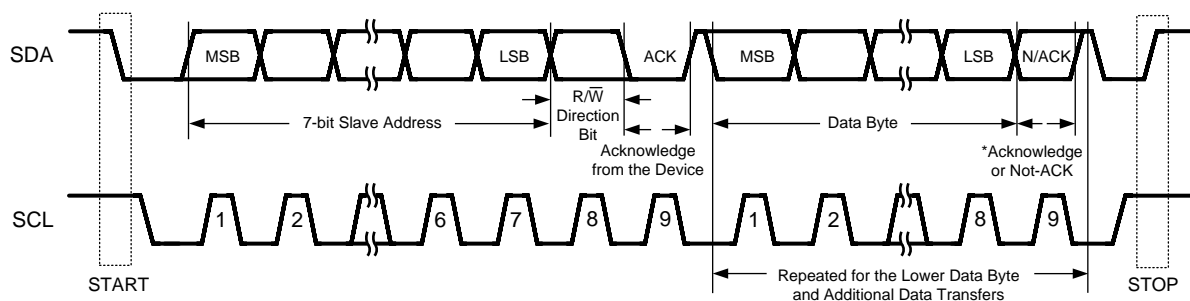 SDA
MSB
LSB
ACK
MSB
LSB
N/ACK
R/W̅
Direction
Bit
7-bit Slave Address
Acknowledge
from the Device
Data Byte
*Acknowledge
or Not-ACK
SCL
1
2
6
7
8
9
1
2
8
9
START
Repeated for the Lower Data Byte
and Additional Data Transfers
STOP